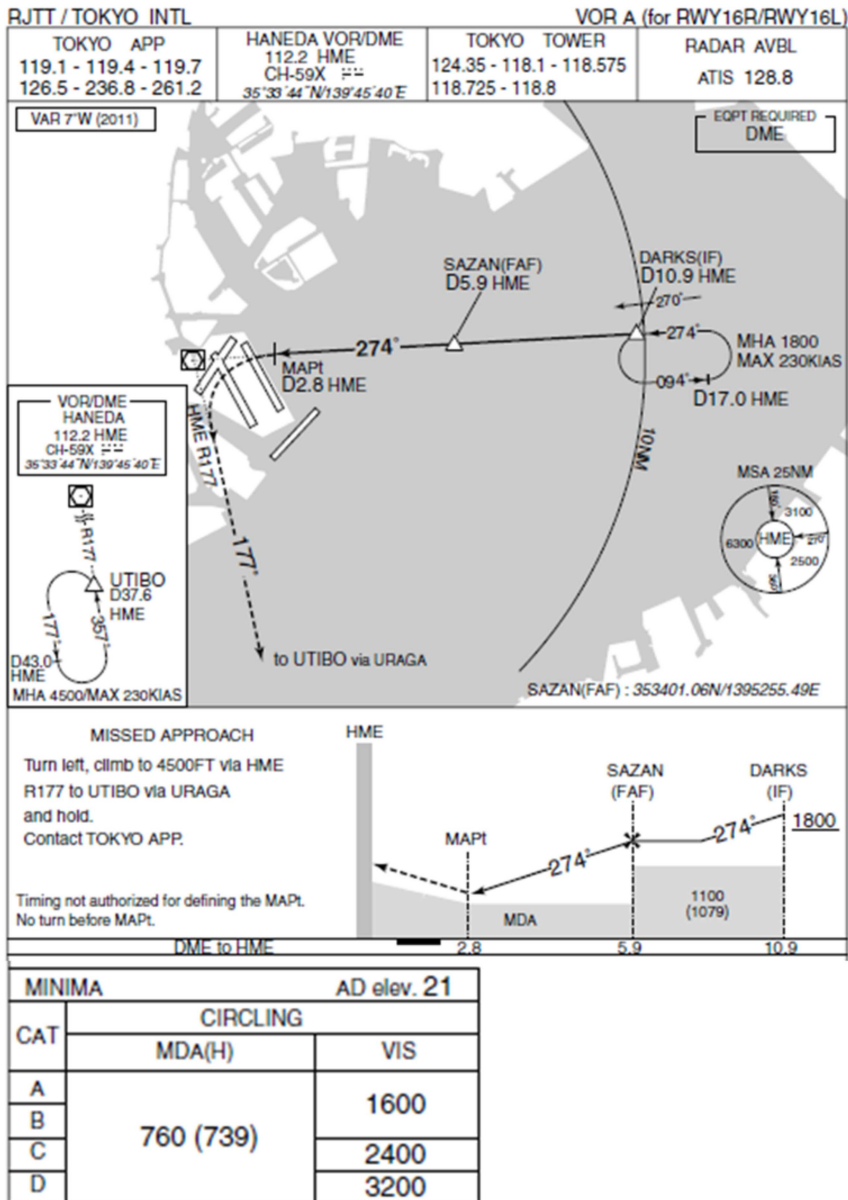 RJTT / TOKYO INTL
VOR A (for RWY16R/RWY16L)
TOKYO APP
119.1 - 119.4 - 119.7
126.5 - 236.8 - 261.2
HANEDA VOR/DME
112.2 HME
CH-59X
35°33´44˝N/139°45´40˝E
TOKYO TOWER
124.35 - 118.1 - 118.575
118.725 - 118.8
RADAR AVBL
ATIS 128.8
VAR 7°W (2011)
EQPT REQUIRED
DME
SAZAN(FAF)
D5.9 HME
DARKS(IF)
D10.9 HME
270°
274°
274°
MHA 1800
MAX 230KIAS
094°
D17.0 HME
MAPt
D2.8 HME
HME R177
177°
10NM
to UTIBO via URAGA
VOR/DME
HANEDA
112.2 HME
CH-59X
35°33´44˝N/139°45´40˝E
R177
UTIBO
D37.6
HME
177°
357°
D43.0
HME
MHA 4500/MAX 230KIAS
MSA 25NM
180°
3100
6300
HME
270°
2500
360°
SAZAN(FAF) : 353401.06N/1395255.49E
MISSED APPROACH
Turn left, climb to 4500FT via HME
R177 to UTIBO via URAGA
and hold.
Contact TOKYO APP.
Timing not authorized for defining the MAPt.
No turn before MAPt.
HME
MAPt
SAZAN
(FAF)
DARKS
(IF)
1800
274°
274°
MDA
1100
(1079)
DME to HME
2.8
5.9
10.9
MINIMA
AD elev. 21
CAT
CIRCLING
MDA(H)
VIS
A
B
C
D
760 (739)
1600
2400
3200